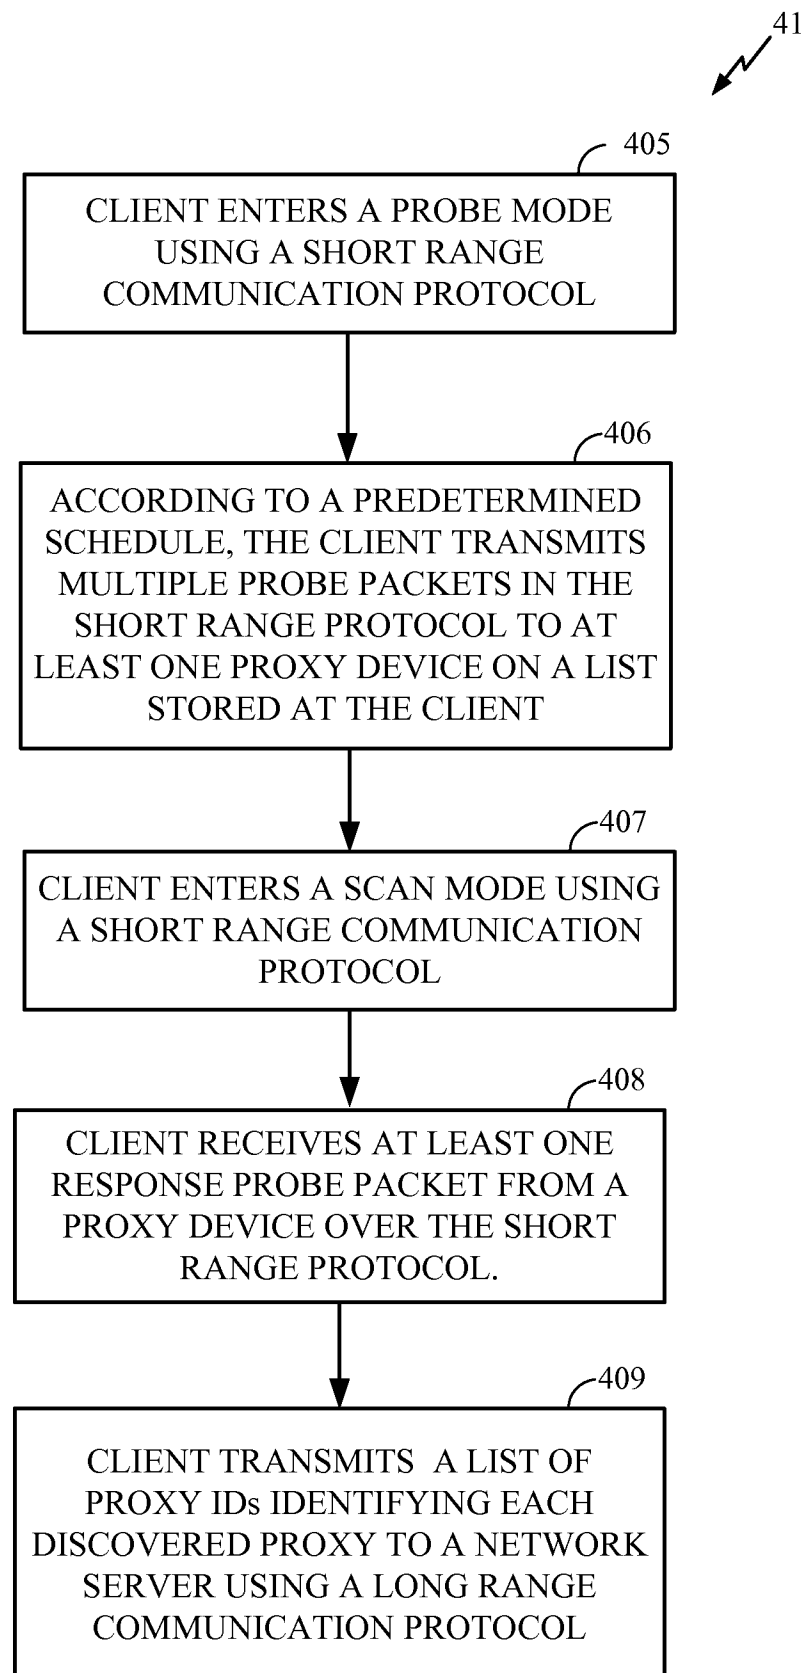 41
405
CLIENT ENTERS A PROBE MODE
USING A SHORT RANGE
COMMUNICATION PROTOCOL
406
ACCORDING TO A PREDETERMINED
SCHEDULE, THE CLIENT TRANSMITS
MULTIPLE PROBE PACKETS IN THE
SHORT RANGE PROTOCOL TO AT
LEAST ONE PROXY DEVICE ON A LIST
STORED AT THE CLIENT
407
CLIENT ENTERS A SCAN MODE USING
A SHORT RANGE COMMUNICATION
PROTOCOL
408
CLIENT RECEIVES AT LEAST ONE
RESPONSE PROBE PACKET FROM A
PROXY DEVICE OVER THE SHORT
RANGE PROTOCOL.
409
CLIENT TRANSMITS A LIST OF
PROXY IDs IDENTIFYING EACH
DISCOVERED PROXY TO A NETWORK
SERVER USING A LONG RANGE
COMMUNICATION PROTOCOL